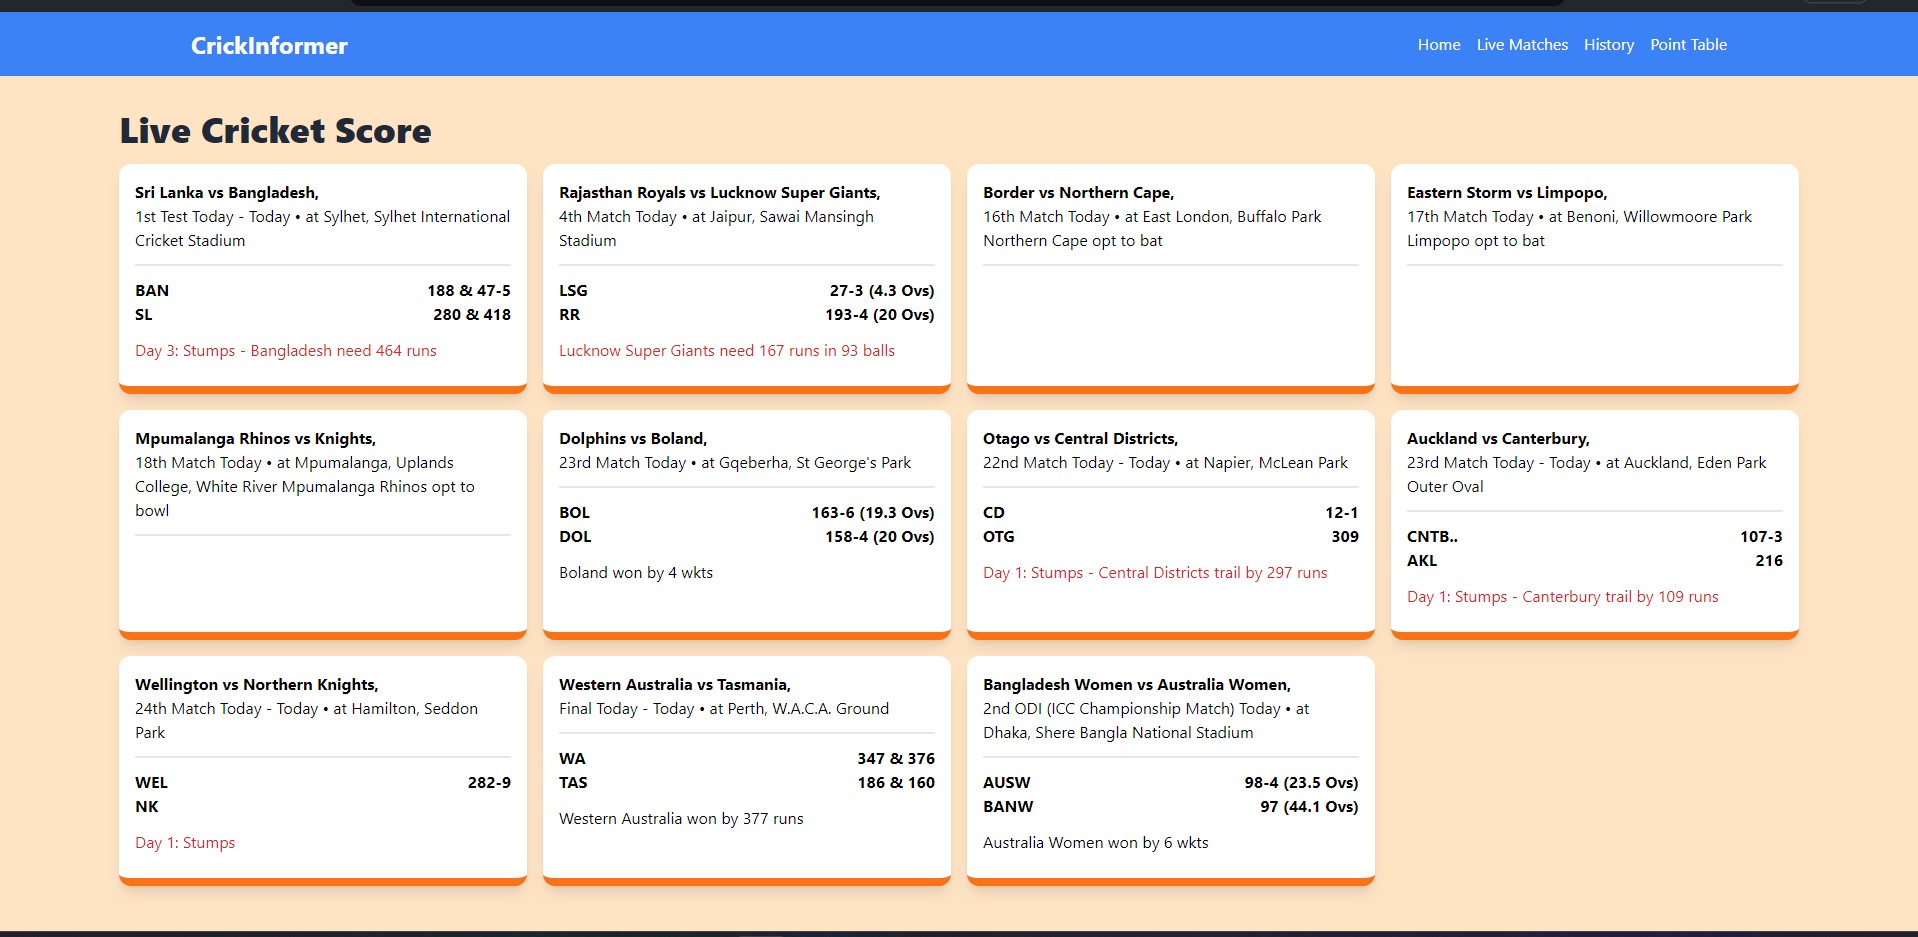 CrickInformer
Home Live Matches History Point Table
Live Cricket Score
Sri Lanka vs Bangladesh,
1st Test Today - Today • at Sylhet, Sylhet International
Cricket Stadium
BAN 188 & 47-5
SL 280 & 418
Day 3: Stumps - Bangladesh need 464 runs
Rajasthan Royals vs Lucknow Super Giants,
4th Match Today • at Jaipur, Sawai Mansingh
Stadium
LSG 27-3 (4.3 Ovs)
RR 193-4 (20 Ovs)
Lucknow Super Giants need 167 runs in 93 balls
Border vs Northern Cape,
16th Match Today • at East London, Buffalo Park
Northern Cape opt to bat
Eastern Storm vs Limpopo,
17th Match Today • at Benoni, Willowmoore Park
Limpopo opt to bat
Mpumalanga Rhinos vs Knights,
18th Match Today • at Mpumalanga, Uplands
College, White River Mpumalanga Rhinos opt to
bowl
Dolphins vs Boland,
23rd Match Today • at Gqeberha, St George's Park
BOL 163-6 (19.3 Ovs)
DOL 158-4 (20 Ovs)
Boland won by 4 wkts
Otago vs Central Districts,
22nd Match Today - Today • at Napier, McLean Park
CD 12-1
OTG 309
Day 1: Stumps - Central Districts trail by 297 runs
Auckland vs Canterbury,
23rd Match Today - Today • at Auckland, Eden Park
Outer Oval
CNTB.. 107-3
AKL 216
Day 1: Stumps - Canterbury trail by 109 runs
Wellington vs Northern Knights,
24th Match Today - Today • at Hamilton, Seddon
Park
WEL 282-9
NK
Day 1: Stumps
Western Australia vs Tasmania,
Final Today - Today • at Perth, W.A.C.A. Ground
WA 347 & 376
TAS 186 & 160
Western Australia won by 377 runs
Bangladesh Women vs Australia Women,
2nd ODI (ICC Championship Match) Today • at
Dhaka, Shere Bangla National Stadium
AUSW 98-4 (23.5 Ovs)
BANW 97 (44.1 Ovs)
Australia Women won by 6 wkts